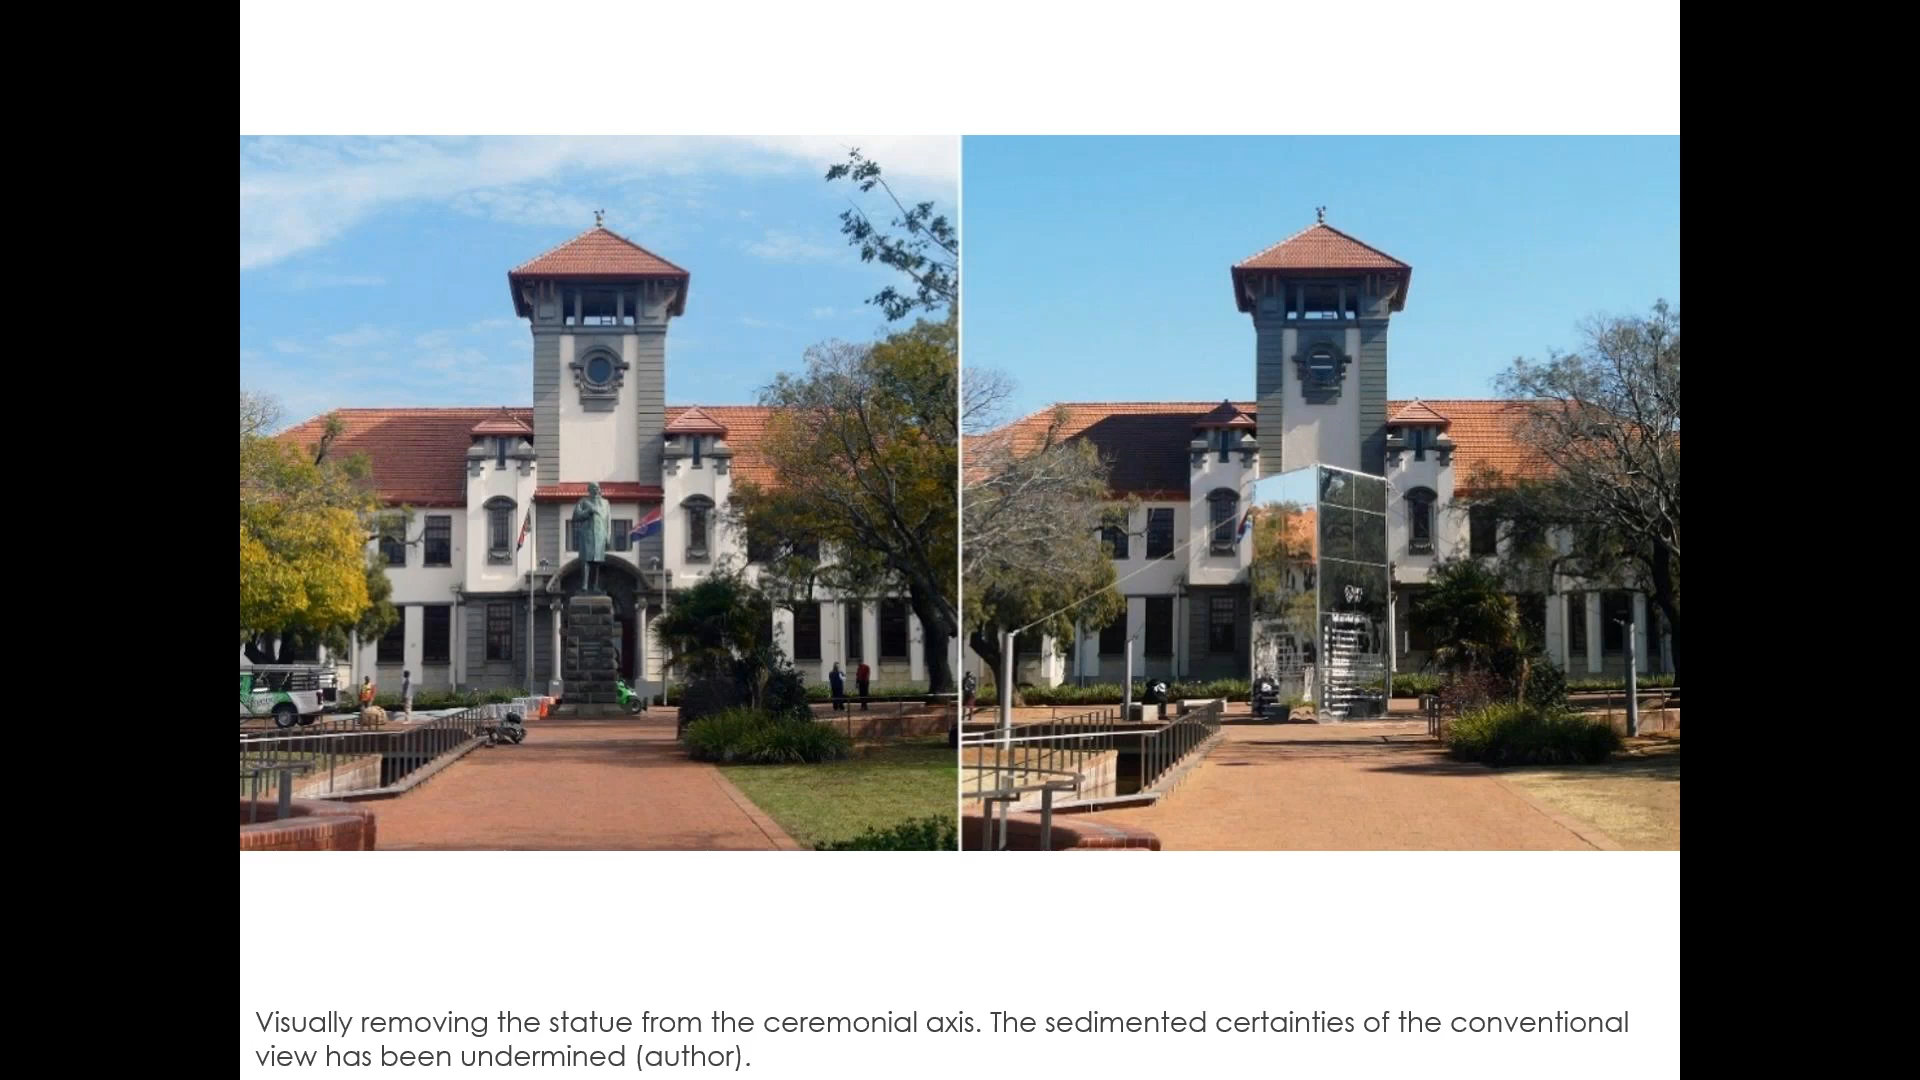 Visually removing the statue from the ceremonial axis. The sedimented certainties of the conventional
view has been undermined (author).